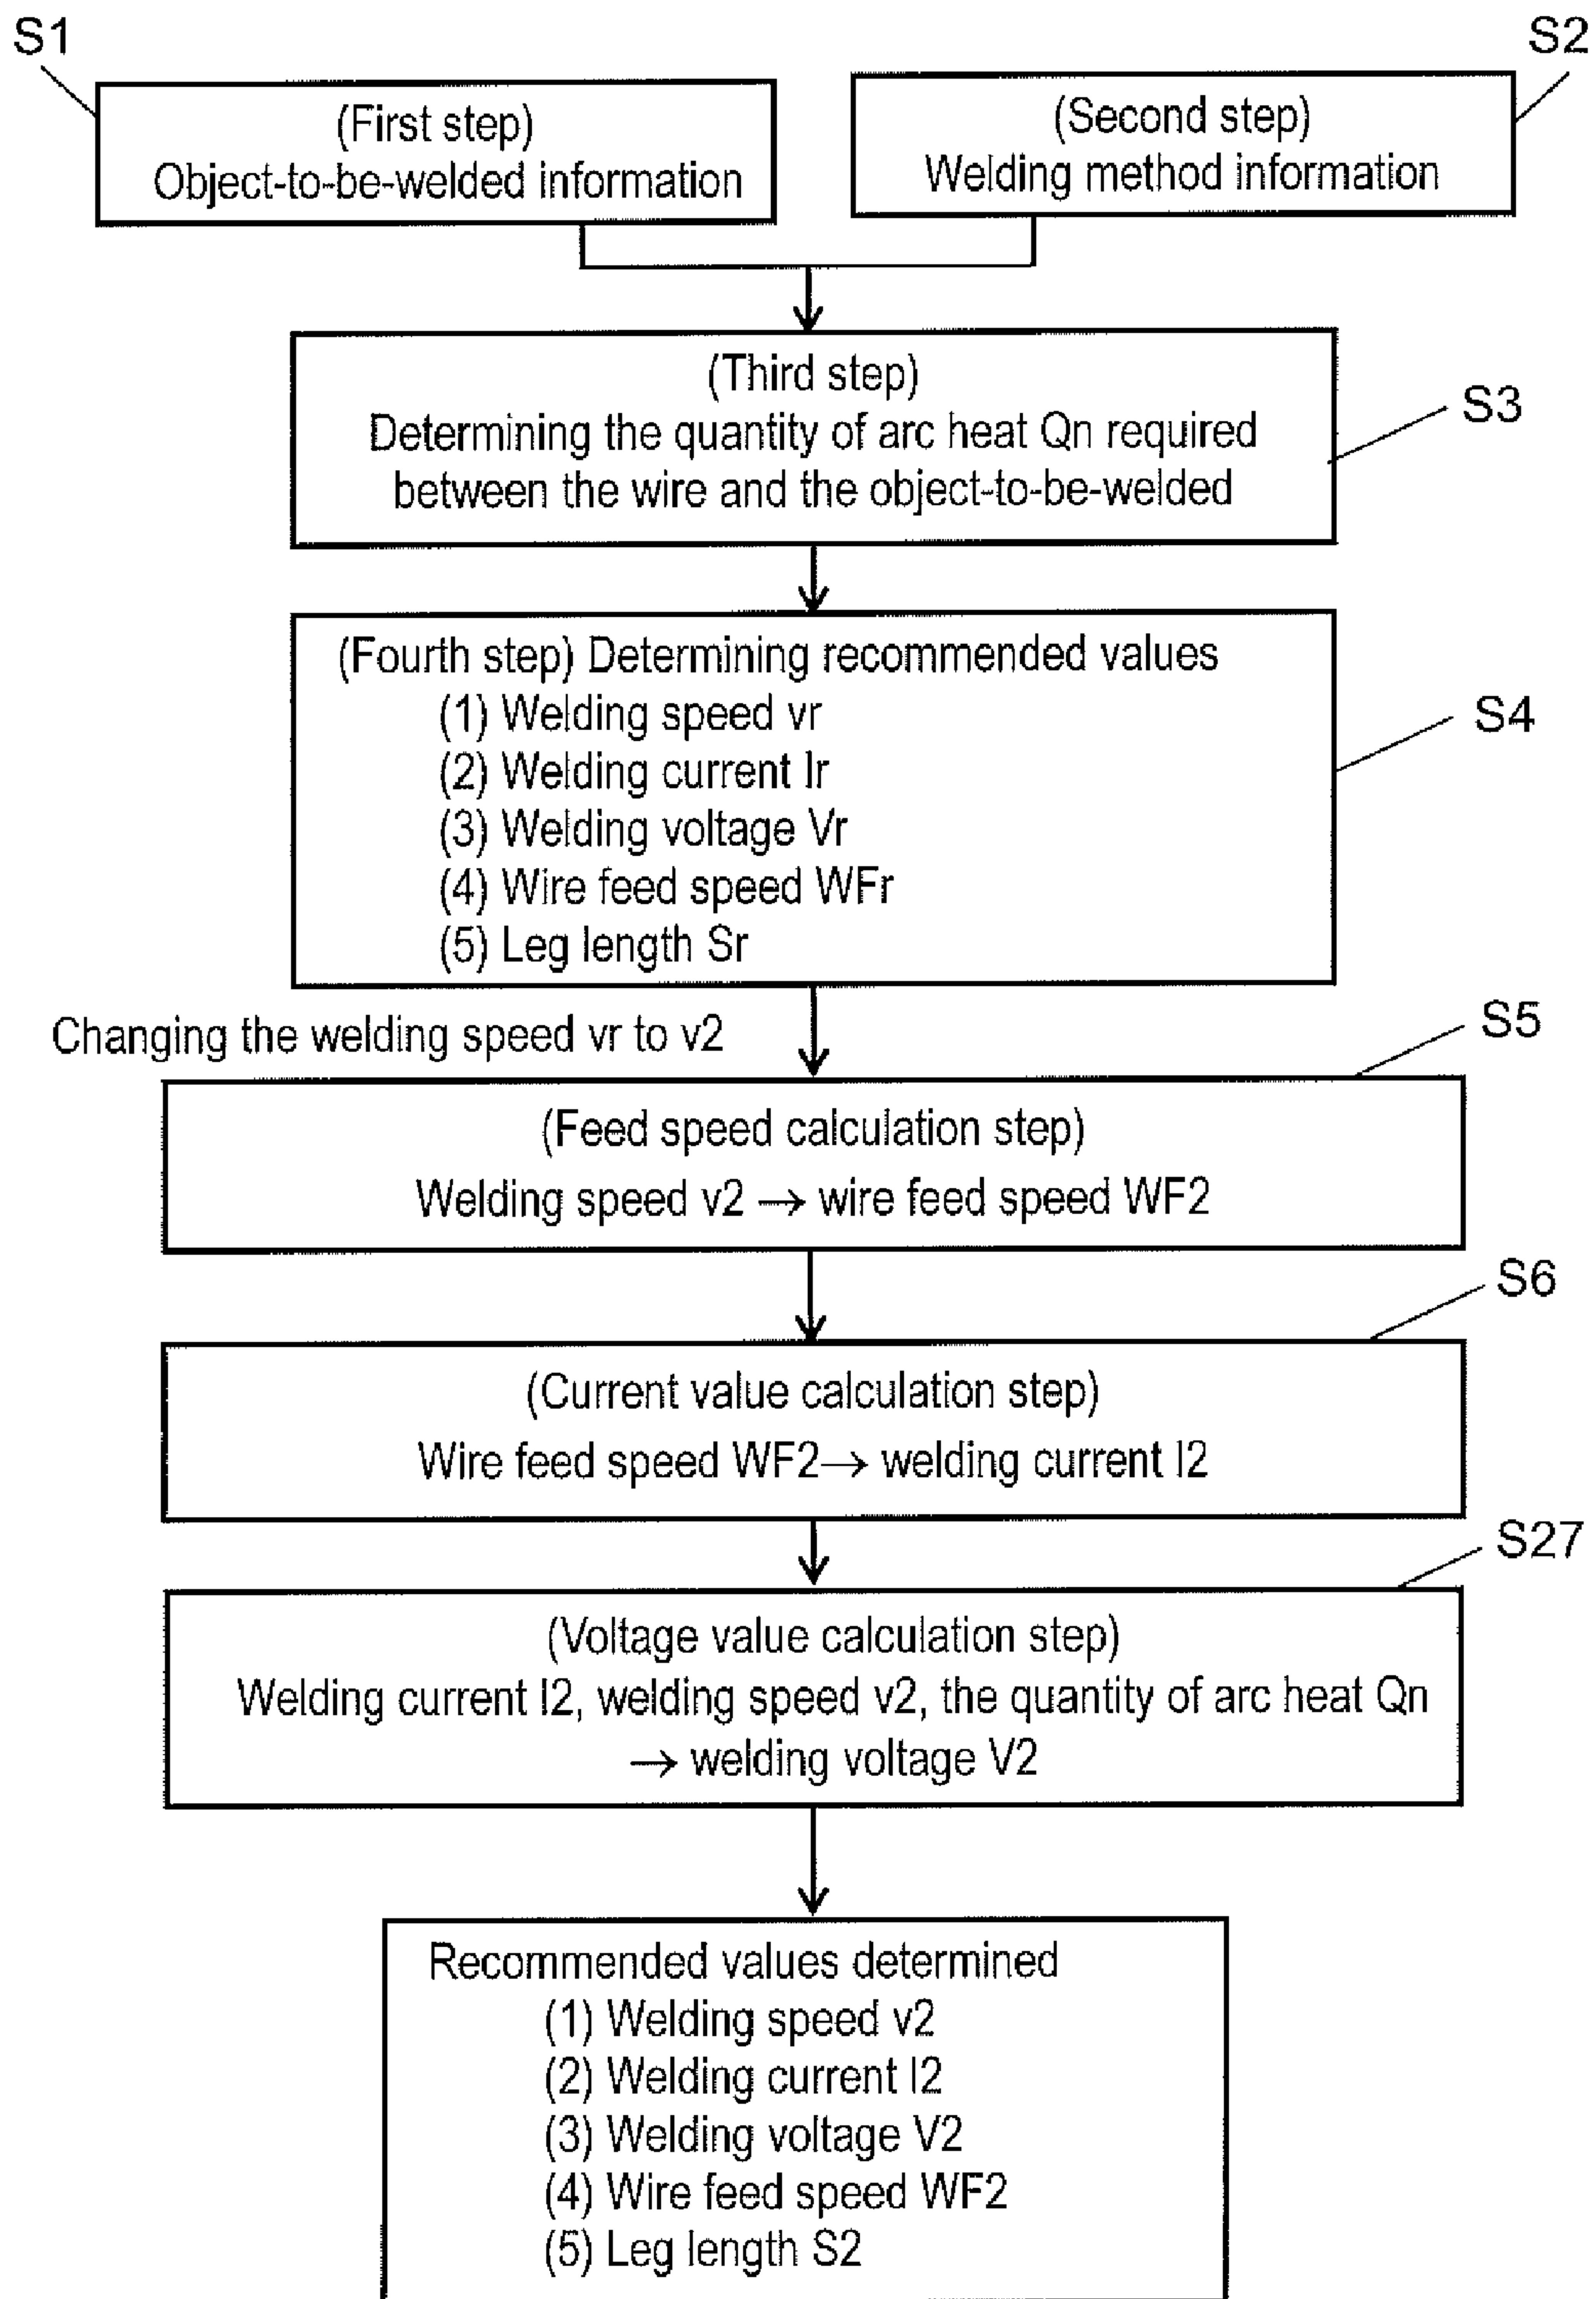 S1
S2
(First step)
Object-to-be-welded information
(Second step)
Welding method information
(Third step)
Determining the quantity of arc heat Qn required
between the wire and the object-to-be-welded
S3
(Fourth step) Determining recommended values
(1) Welding speed vr
(2) Welding current Ir
(3) Welding voltage Vr
(4) Wire feed speed WFr
(5) Leg length Sr
S4
Changing the welding speed vr to v2
S5
(Feed speed calculation step)
Welding speed v2 → wire feed speed WF2
S6
(Current value calculation step)
Wire feed speed WF2→ welding current I2
S27
(Voltage value calculation step)
Welding current I2, welding speed v2, the quantity of arc heat Qn
→ welding voltage V2
Recommended values determined
(1) Welding speed v2
(2) Welding current I2
(3) Welding voltage V2
(4) Wire feed speed WF2
(5) Leg length S2